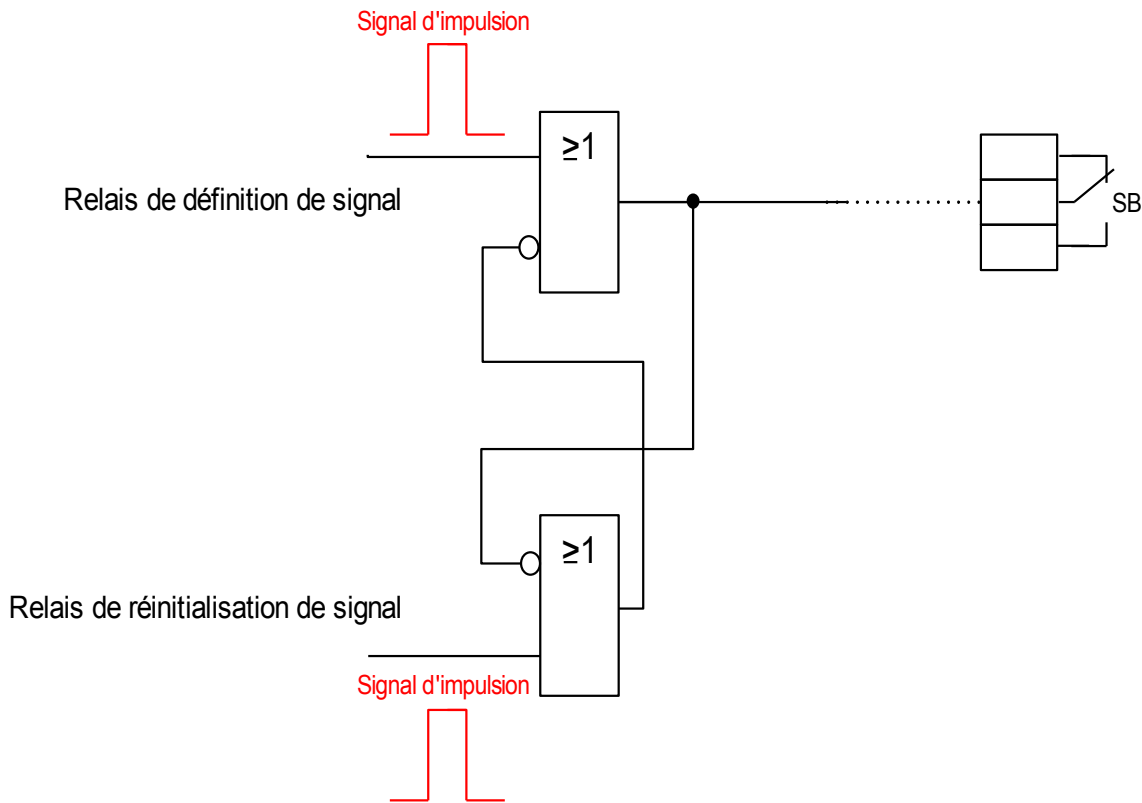 Signal d'impulsion
≥1
Relais de définition de signal
SB
≥1
Relais de réinitialisation de signal
Signal d'impulsion